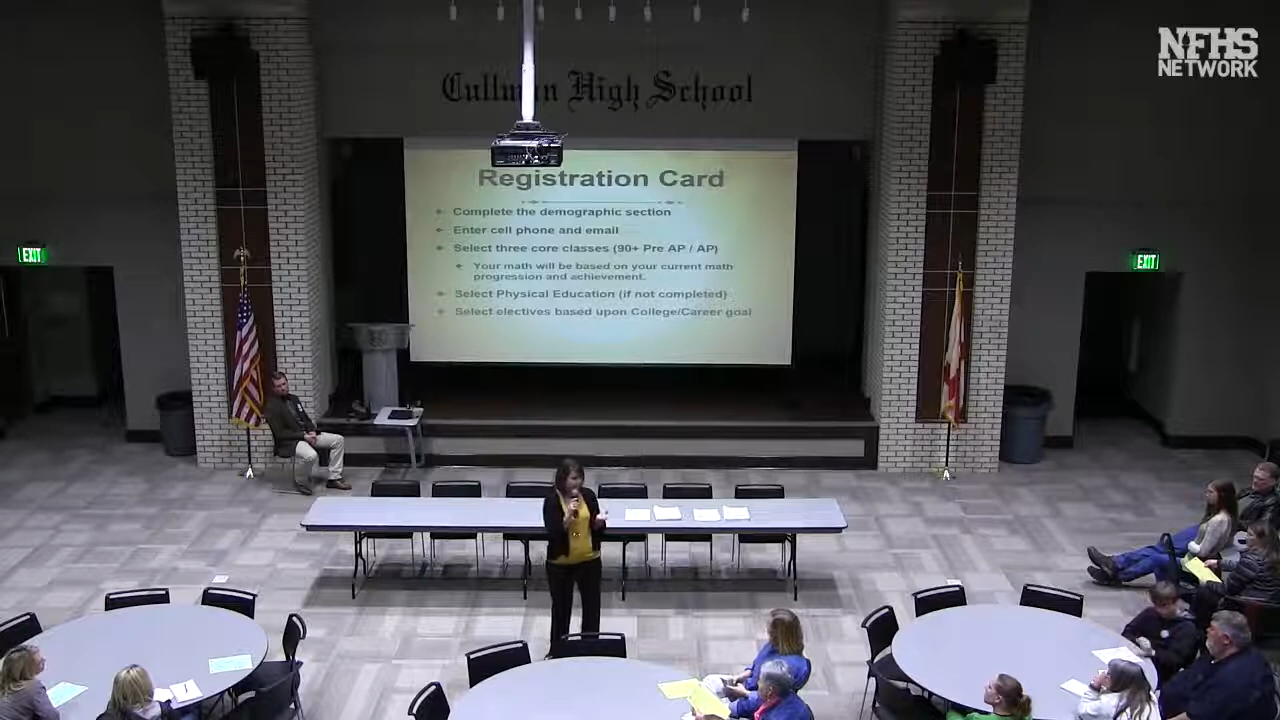 NFHS
NETWORK
Cullman High School
Registration Card
Complete the demographic section
Enter cell phone and email
Select three core classes (90+ Pre AP / AP)
Your math will be based on your current math
progression and achievement.
Select Physical Education (if not completed)
Select electives based upon College/Career goal
EXIT
EXIT